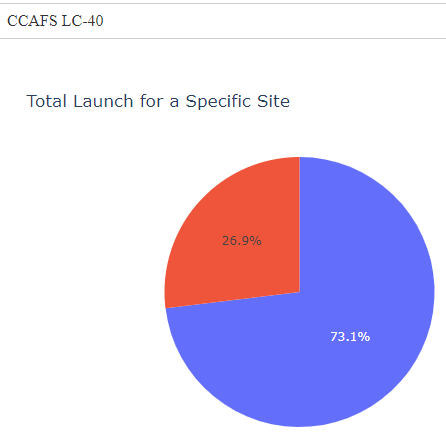 CCAFS LC-40
Total Launch for a Specific Site
26.9%
73.1%